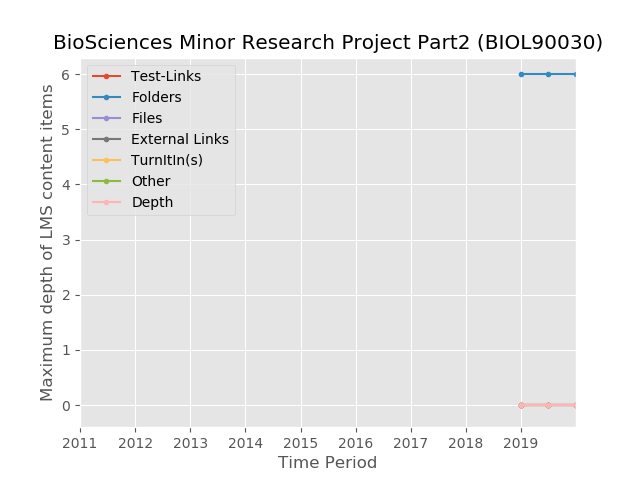 BioSciences Minor Research Project Part2 (BIOL90030)
Test-Links
Folders
Files
External Links
TurnItIn(s)
Other
Depth
6
5
4
3
2
1
0
Maximum depth of LMS content items
2011 2012 2013 2014 2015 2016 2017 2018 2019
Time Period